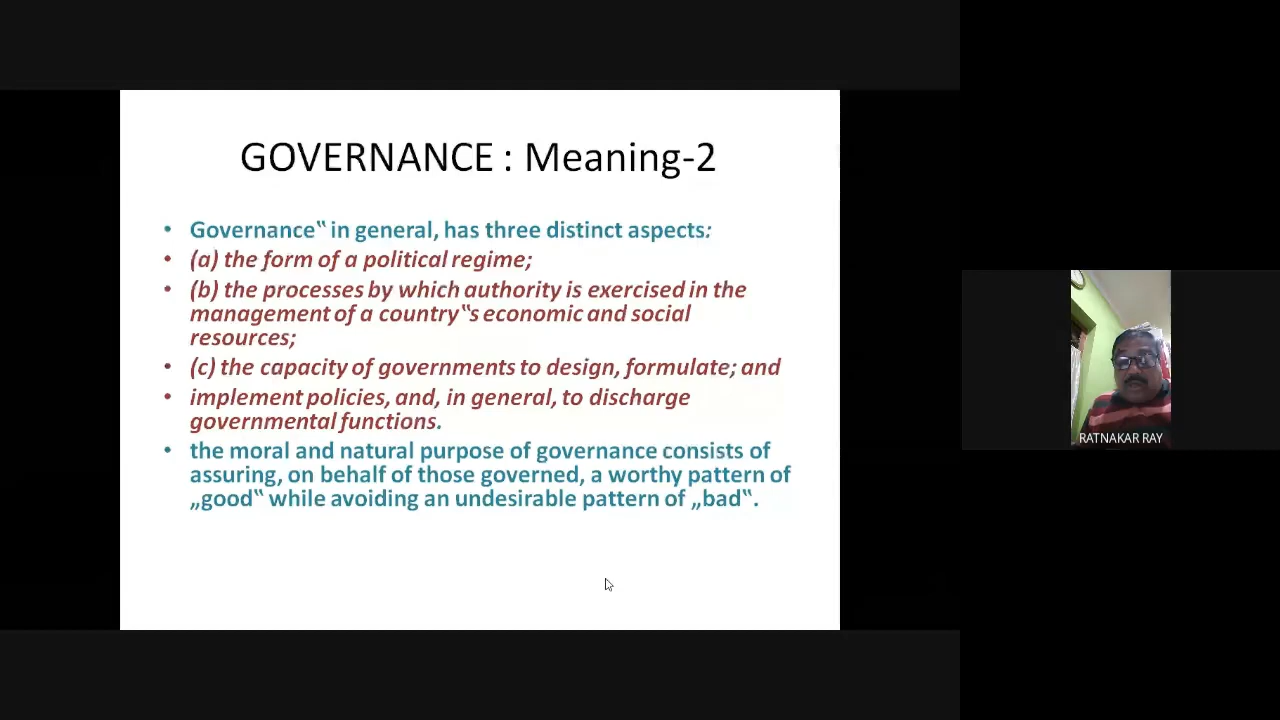 GOVERNANCE : Meaning-2
• Governance‟ in general, has three distinct aspects:
• (a) the form of a political regime;
• (b) the processes by which authority is exercised in the
management of a country‟s economic and social
resources;
• (c) the capacity of governments to design, formulate; and
• implement policies, and, in general, to discharge
governmental functions.
• the moral and natural purpose of governance consists of
assuring, on behalf of those governed, a worthy pattern of
„good‟ while avoiding an undesirable pattern of „bad‟.
RATNAKAR RAY